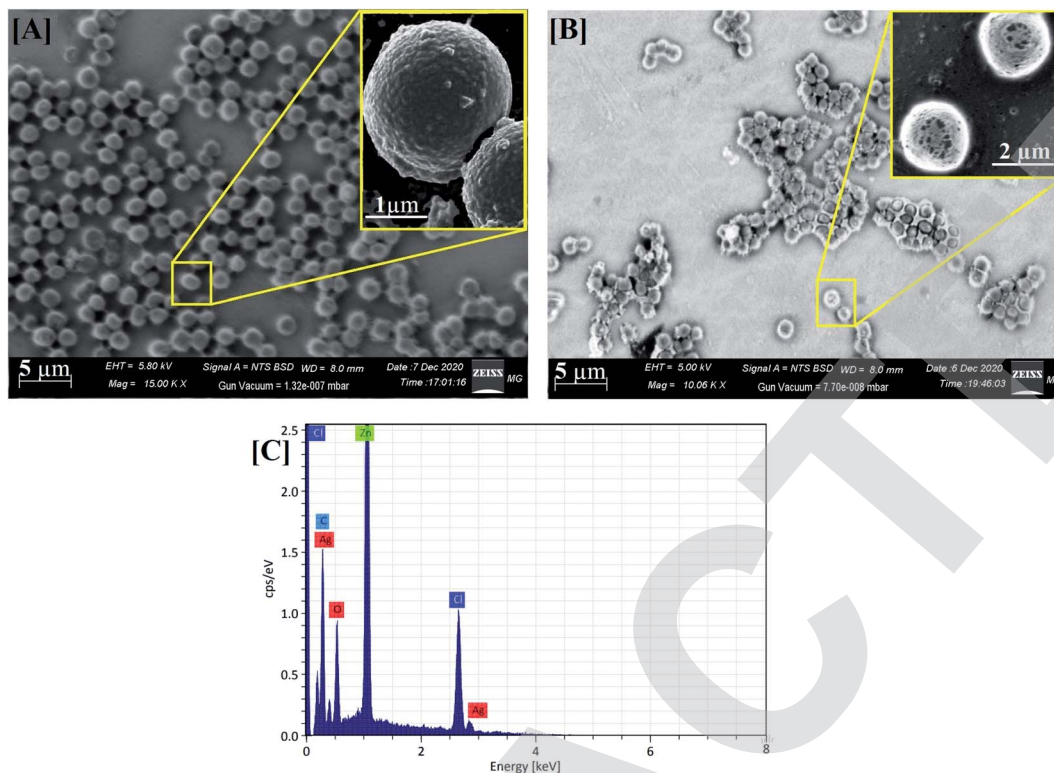 [A]
1μm
5 μm
EHT = 5.80 kV
Signal A = NTS BSD
WD = 8.0 mm
Date :7 Dec 2020
Mag = 15.00 K X
Gun Vacuum = 1.32e-007 mbar
Time :17:01:16
ZEISS
MG
[B]
2 μm
5 μm
EHT = 5.00 kV
Signal A = NTS BSD
WD = 8.0 mm
Date :6 Dec 2020
Mag = 10.06 K X
Gun Vacuum = 7.70e-008 mbar
Time :19:46:03
ZEISS
MG
[C]
cps/eV
2.5
2.0
1.5
1.0
0.5
0.0
Cl
Zn
C
Ag
O
Cl
Ag
0
2
4
6
8
Energy [keV]